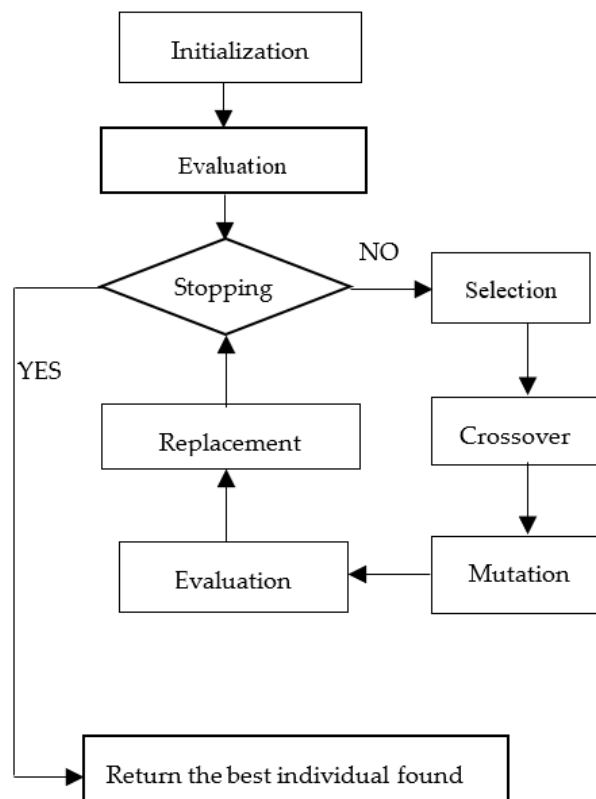 Initialization
Evaluation
NO
Stopping
Selection
YES
Crossover
Replacement
Mutation
Evaluation
Return the best individual found